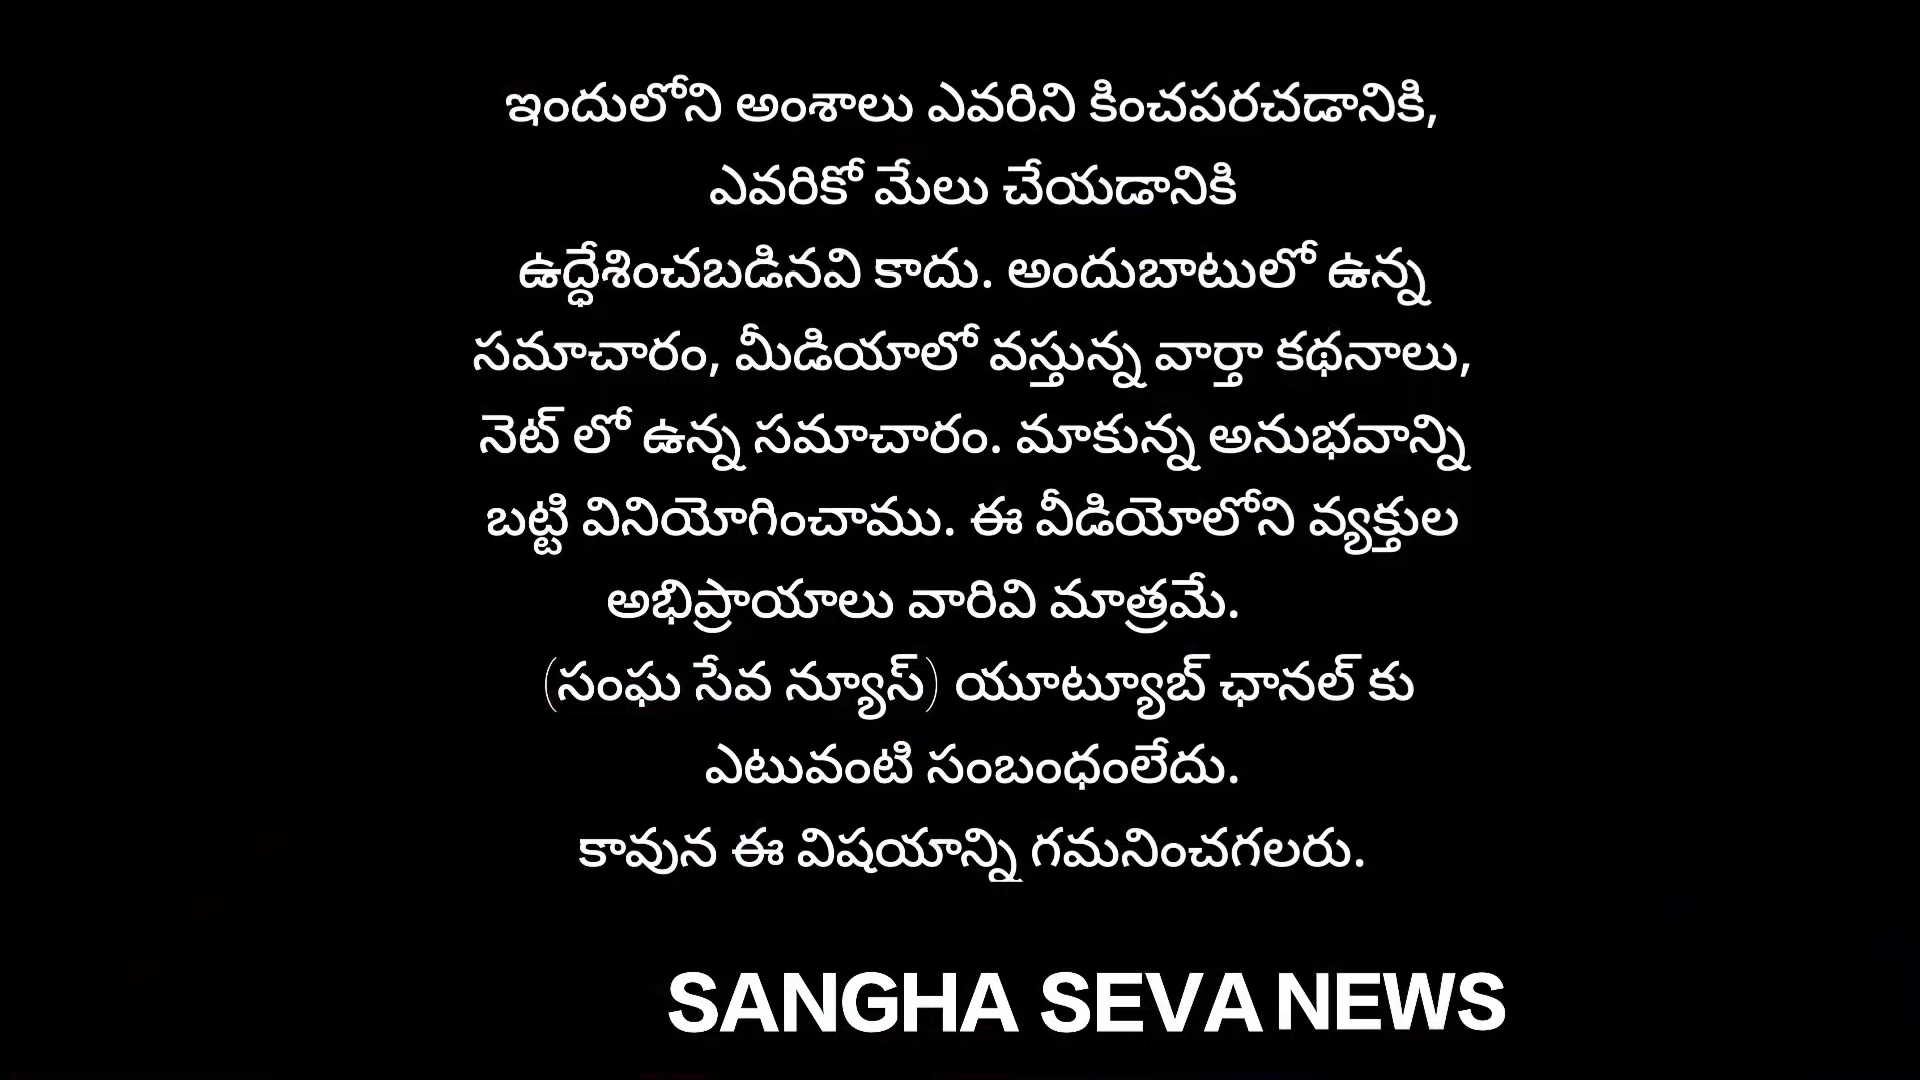 ఇందులోని అంశాలు ఎవరిని కించపరచడానికి,
ఎవరికో మేలు చేయడానికి
ఉద్ధేశించబడినవి కాదు. అందుబాటులో ఉన్న
సమాచారం, మీడియాలో వస్తున్న వార్తా కథనాలు,
నెట్ లో ఉన్న సమాచారం. మాకున్న అనుభవాన్ని
బట్టి వినియోగించాము. ఈ వీడియోలోని వ్యక్తుల
అభిప్రాయాలు వారివి మాత్రమే.
(సంఘ సేవ న్యూస్) యూట్యూబ్ ఛానల్ కు
ఎటువంటి సంబంధంలేదు.
కావున ఈ విషయాన్ని గమనించగలరు.
SANGHA SEVA NEWS